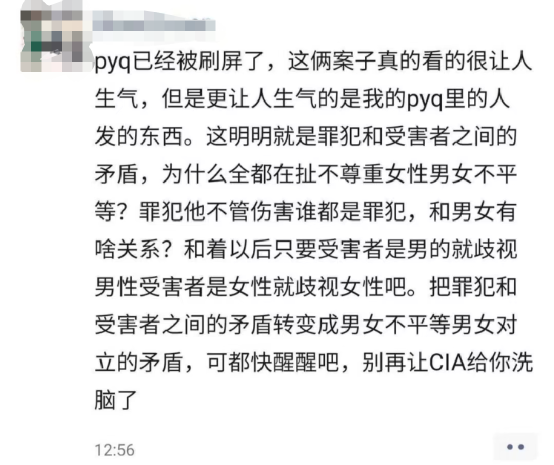 pyq已经被刷屏了，这俩案子真的看的很让人
生气，但是更让人生气的是我的pyq里的人
发的东西。这明明就是罪犯和受害者之间的
矛盾，为什么全都在扯不尊重女性男女不平
等？罪犯他不管伤害谁都是罪犯，和男女有
啥关系？和着以后只要受害者是男的就歧视
男性受害者是女性就歧视女性吧。把罪犯和
受害者之间的矛盾转变成男女不平等男女对
立的矛盾，可都快醒醒吧，别再让CIA给你洗
脑了
12:56